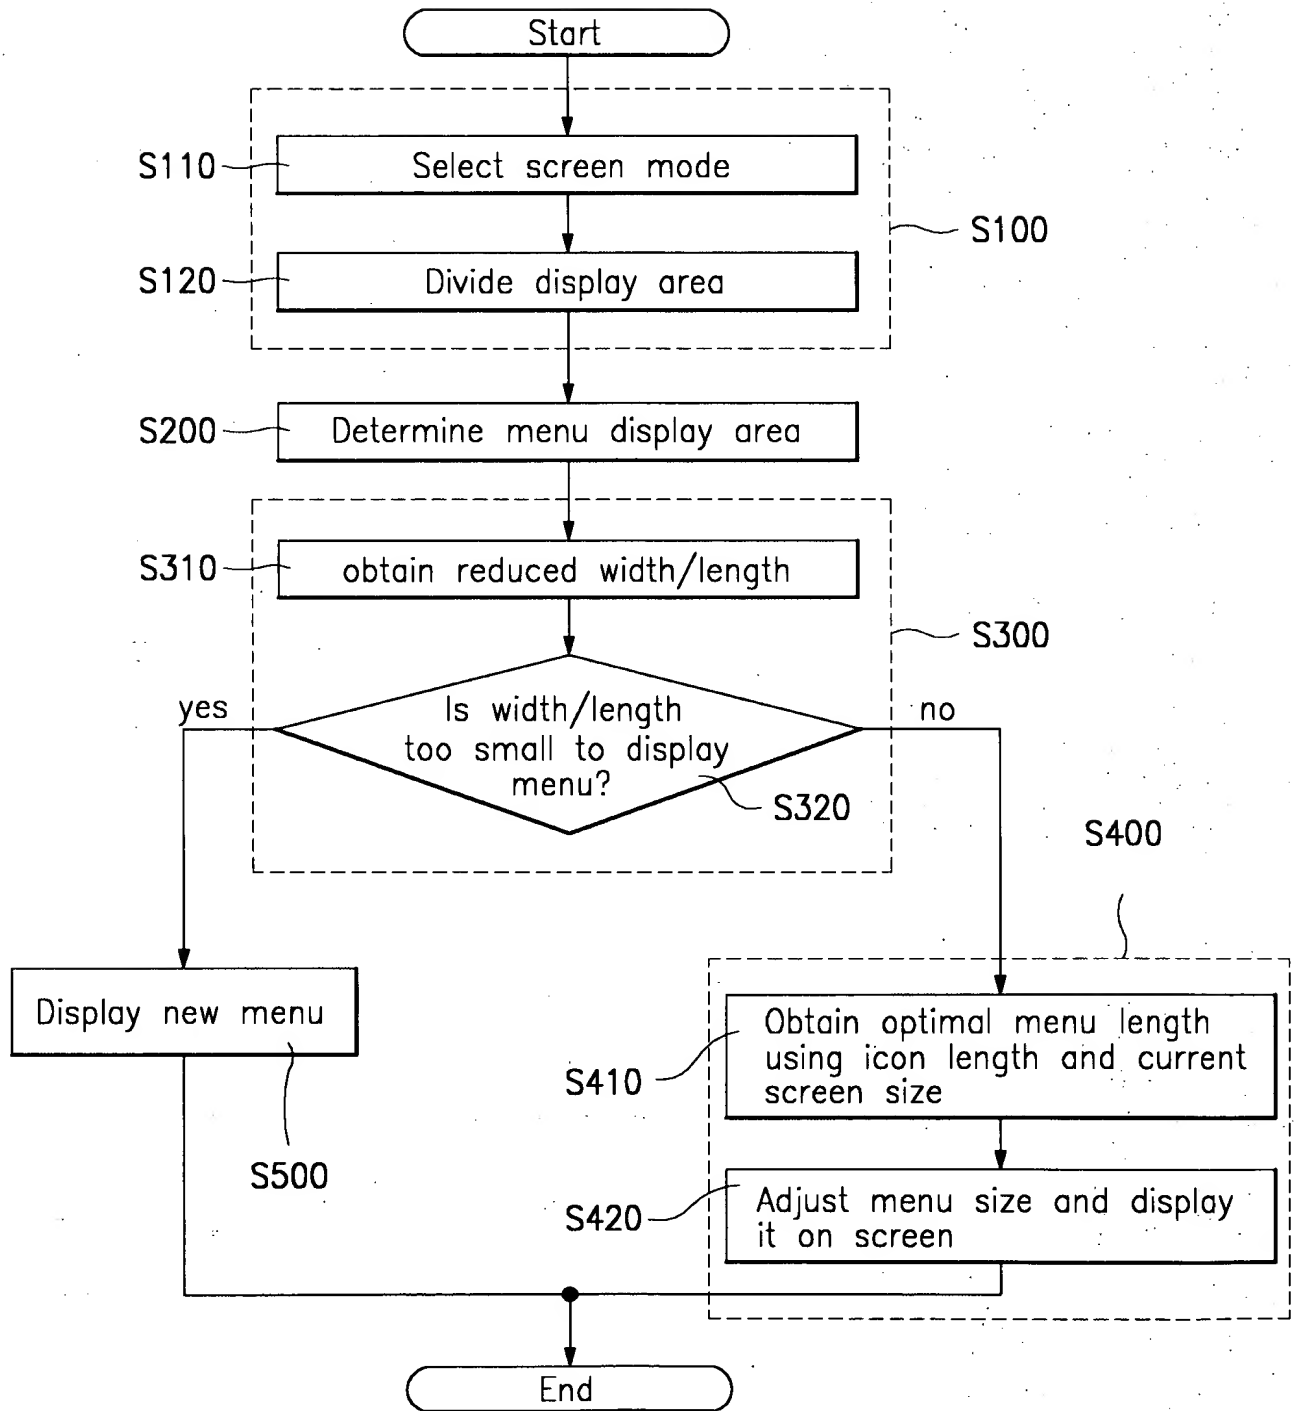 Start
S110
Select screen mode
S100
S120
Divide display area
S200
Determine menu display area
S310
obtain reduced width/length
S300
yes
Is width/length
too small to display
menu?
no
S320
S400
Display new menu
S500
Obtain optimal menu length
using icon length and current
screen size
S410
Adjust menu size and display
it on screen
S420
End